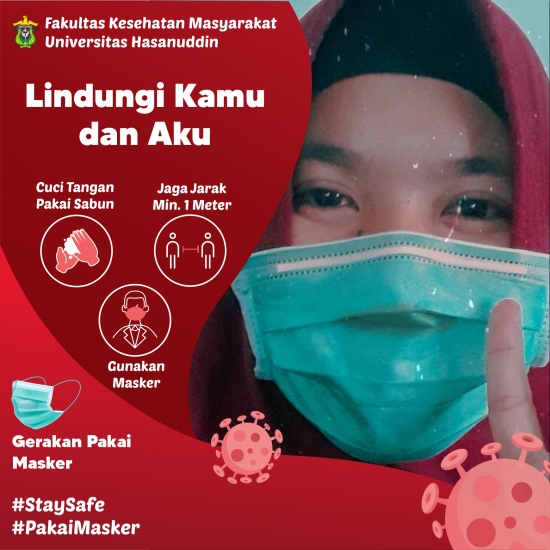 Fakultas Kesehatan Masyarakat
Universitas Hasanuddin
Lindungi Kamu
dan Aku
Cuci Tangan
Pakai Sabun
Jaga Jarak
Min. 1 Meter
Gunakan
Masker
Gerakan Pakai
Masker
#StaySafe
#PakaiMasker